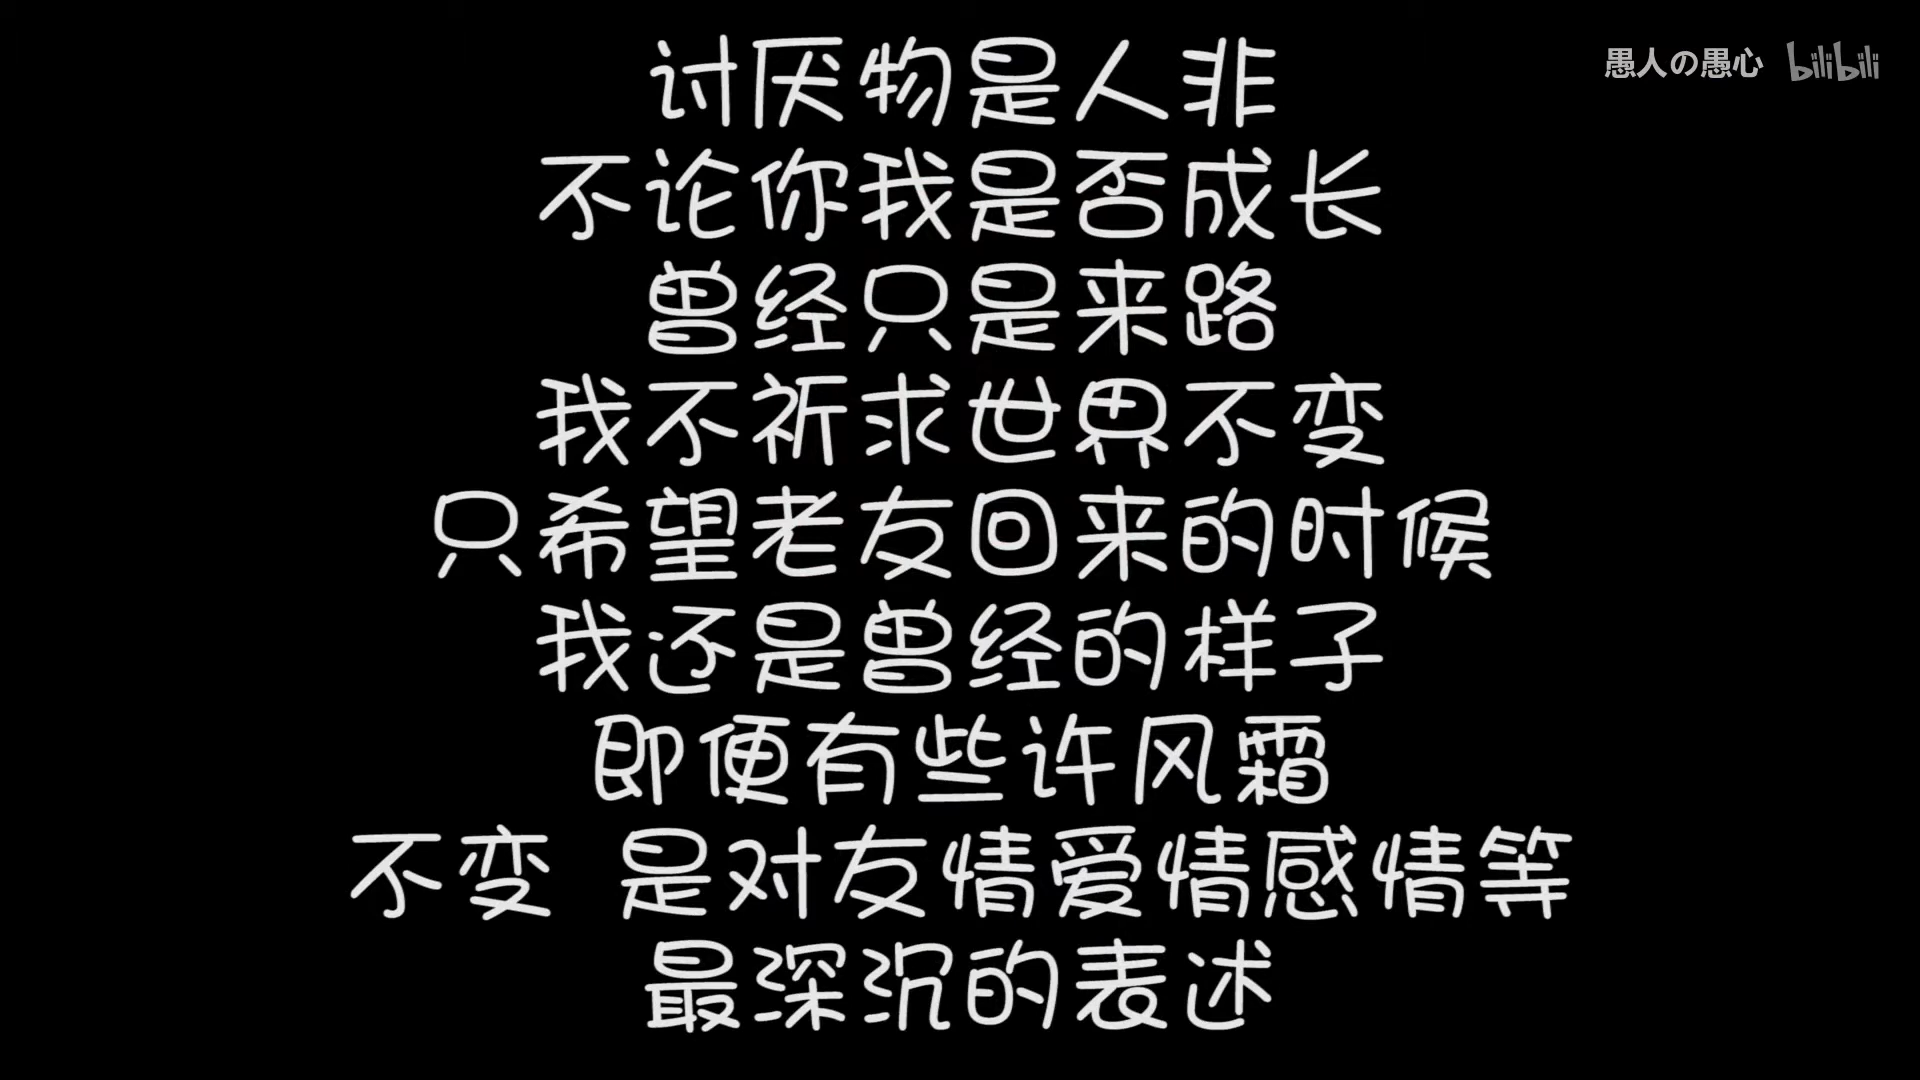 愚人の愚心 bilibili
讨厌物是人非
不论你我是否成长
曾经只是来路
我不祈求世界不变
只希望老友回来的时候
我还是曾经的样子
即便有些许风霜
不变 是对友情爱情感情等
最深沉的表述